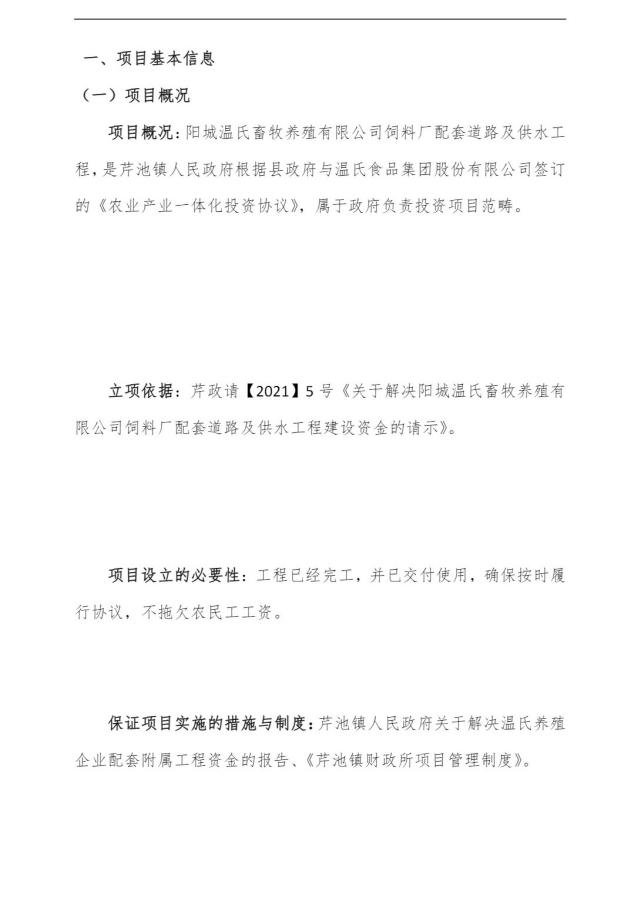 一、项目基本信息
（一）项目概况
项目概况：阳城温氏畜牧养殖有限公司饲料厂配套道路及供水工
程，是芹池镇人民政府根据县政府与温氏食品集团股份有限公司签订
的《农业产业一体化投资协议》，属于政府负责投资项目范畴。
立项依据：芹政请【2021】5 号《关于解决阳城温氏畜牧养殖有
限公司饲料厂配套道路及供水工程建设资金的请示》。
项目设立的必要性：工程已经完工，并已交付使用，确保按时履
行协议，不拖欠农民工工资。
保证项目实施的措施与制度：芹池镇人民政府关于解决温氏养殖
企业配套附属工程资金的报告、《芹池镇财政所项目管理制度》。